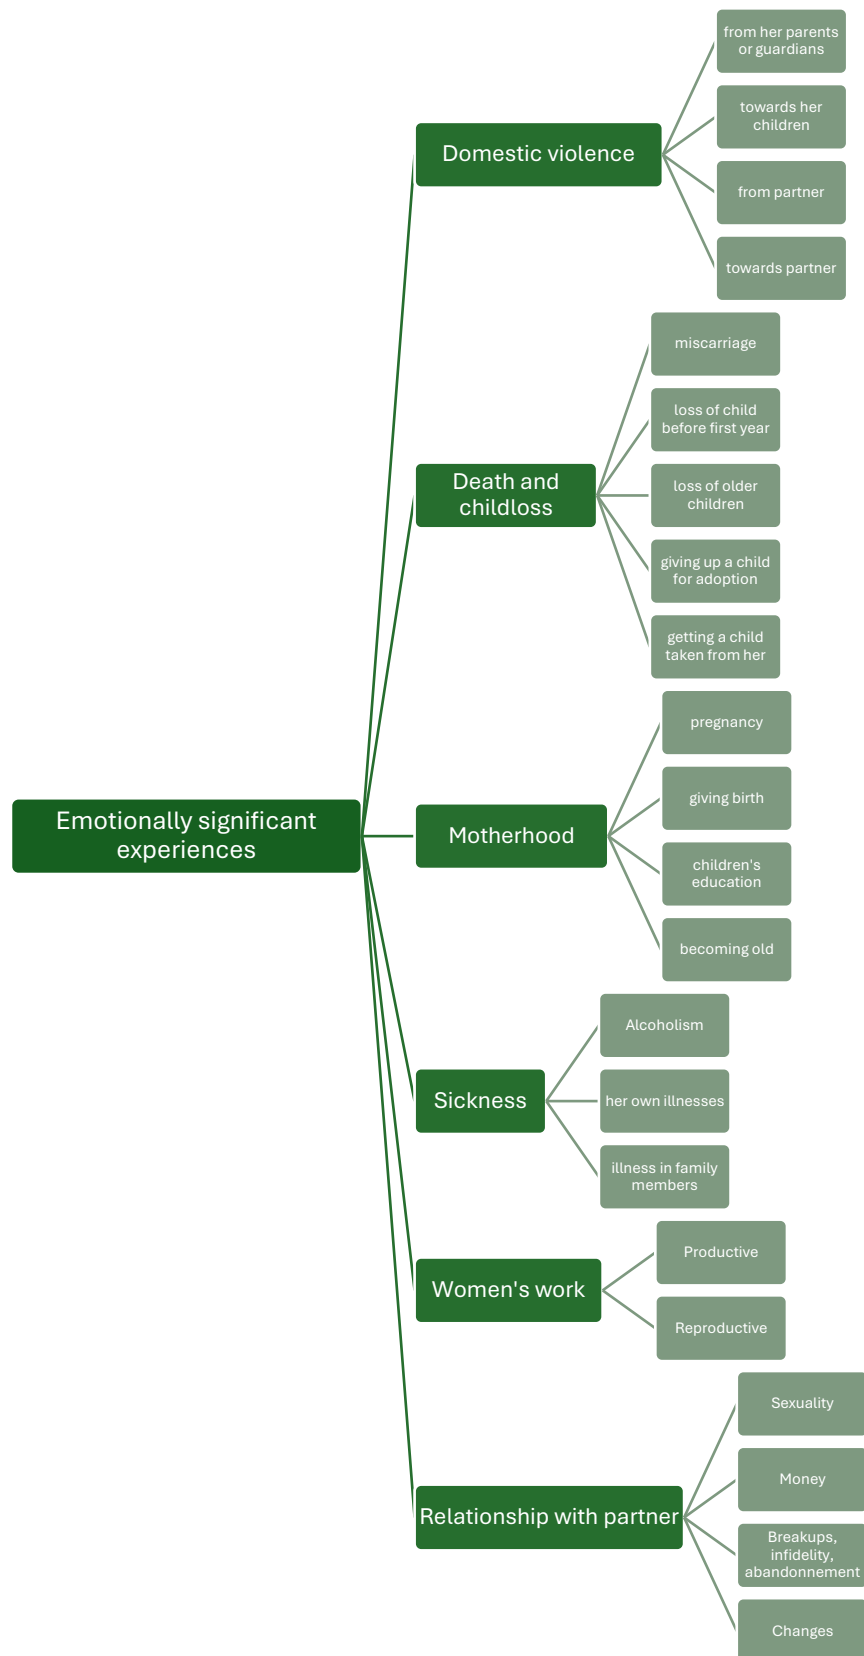 from her parents
or guardians
towards her
children
Domestic violence
from partner
towards partner
miscarriage
loss of child
before first year
Death and
childloss
loss of older
children
giving up a child
for adoption
getting a child
taken from her
pregnancy
giving birth
Emotionally significant
experiences
Motherhood
children's
education
becoming old
Alcoholism
Sickness
her own illnesses
illness in family
members
Productive
Women's work
Reproductive
Sexuality
Money
Relationship with partner
Breakups,
infidelity,
abandonnement
Changes